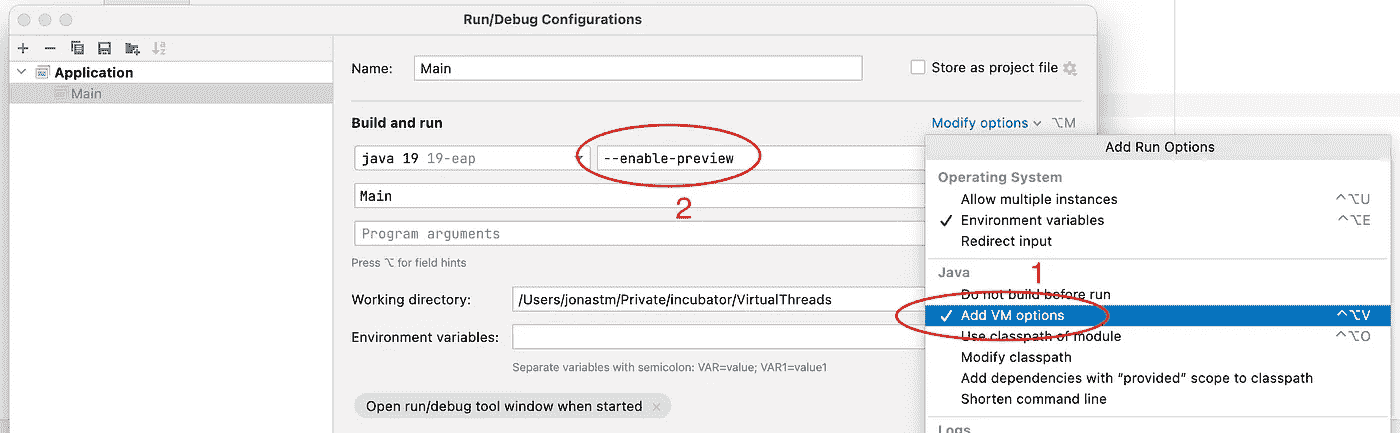 Run/Debug Configurations
Application
Main
Name:
Main
Store as project file
Build and run
Modify options ⌥M
java 19 19-eap
--enable-preview
2
Main
Program arguments
Press ⌥ for field hints
Working directory:
/Users/jonastm/Private/incubator/VirtualThreads
Environment variables:
Separate variables with semicolon: VAR=value; VAR1=value1
Open run/debug tool window when started ×
Add Run Options
Operating System
Allow multiple instances ^⌥U
✓ Environment variables ^⌥E
Redirect input
Java
1
Do not build before run
✓ Add VM options ^⌥V
Use classpath of module ^⌥O
Modify classpath
Add dependencies with “provided” scope to classpath
Shorten command line
Logs